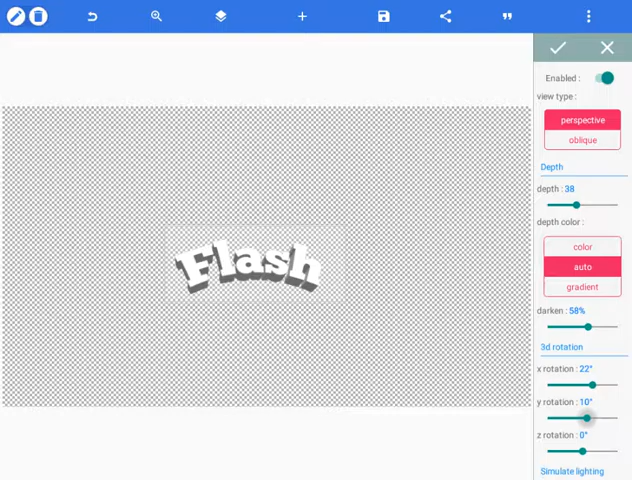 Enabled :
view type :
perspective
oblique
Depth
depth : 38
depth color :
color
auto
gradient
darken : 58%
3d rotation
x rotation : 22°
y rotation : 10°
z rotation : 0°
Simulate lighting
Flash